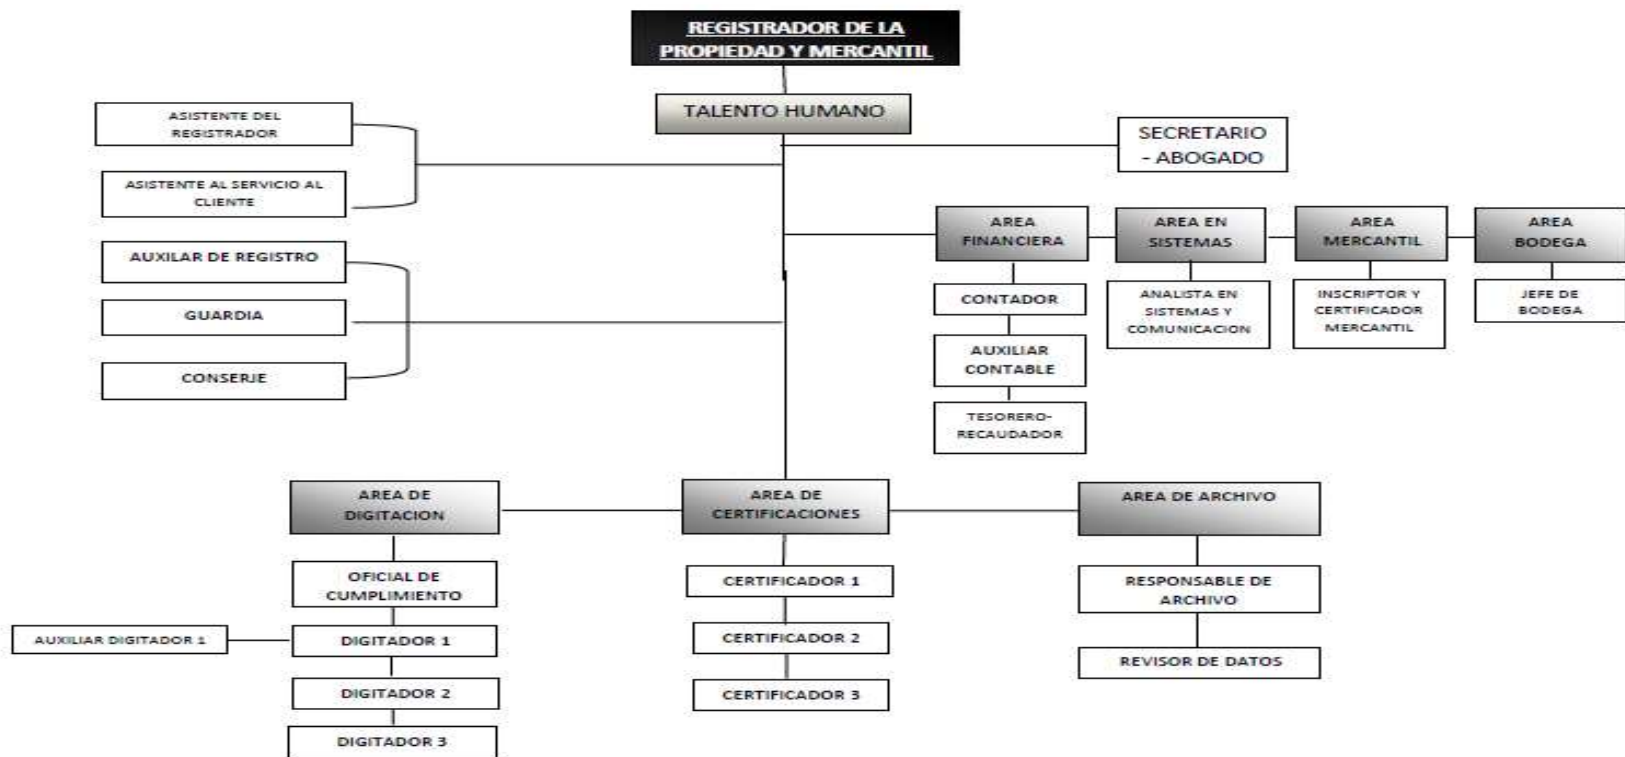 REGISTRADOR DE LA
PROPIEDAD Y MERCANTIL
TALENTO HUMANO
ASISTENTE DEL
REGISTRADOR
SECRETARIO
- ABOGADO
ASISTENTE AL SERVICIO AL
CLIENTE
AUXILAR DE REGISTRO
GUARDIA
CONSERJE
AREA
FINANCIERA
CONTADOR
AUXILIAR
CONTABLE
TESORERO-
RECAUDADOR
AREA EN
SISTEMAS
ANALISTA EN
SISTEMAS Y
COMUNICACION
AREA
MERCANTIL
INSCRIPTOR Y
CERTIFICADOR
MERCANTIL
AREA
BODEGA
JEFE DE
BODEGA
AREA DE
DIGITACION
OFICIAL DE
CUMPLIMIENTO
AUXILIAR DIGITADOR 1
DIGITADOR 1
DIGITADOR 2
DIGITADOR 3
AREA DE
CERTIFICACIONES
CERTIFICADOR 1
CERTIFICADOR 2
CERTIFICADOR 3
AREA DE ARCHIVO
RESPONSABLE DE
ARCHIVO
REVISOR DE DATOS